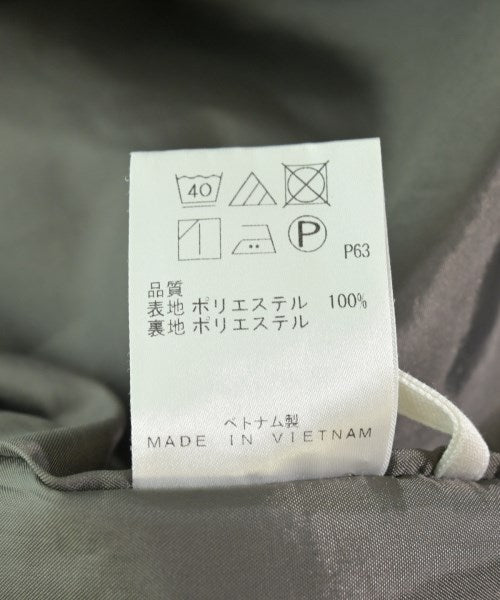 40
P
P63
品質
表地 ポリエステル 100%
裏地 ポリエステル
ベトナム製
MADE IN VIETNAM